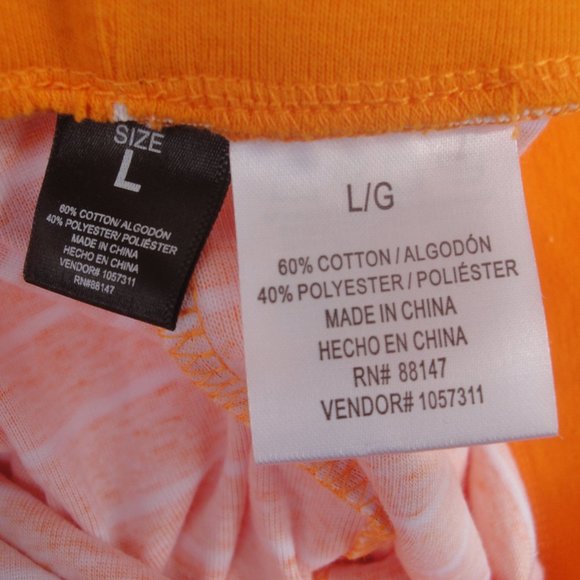 SIZE
L
60% COTTON/ALGODÓN
40% POLYESTER/POLIÉSTER
MADE IN CHINA
HECHO EN CHINA
VENDOR# 1057311
RN#88147
L/G
60% COTTON / ALGODÓN
40% POLYESTER / POLIÉSTER
MADE IN CHINA
HECHO EN CHINA
RN# 88147
VENDOR# 1057311